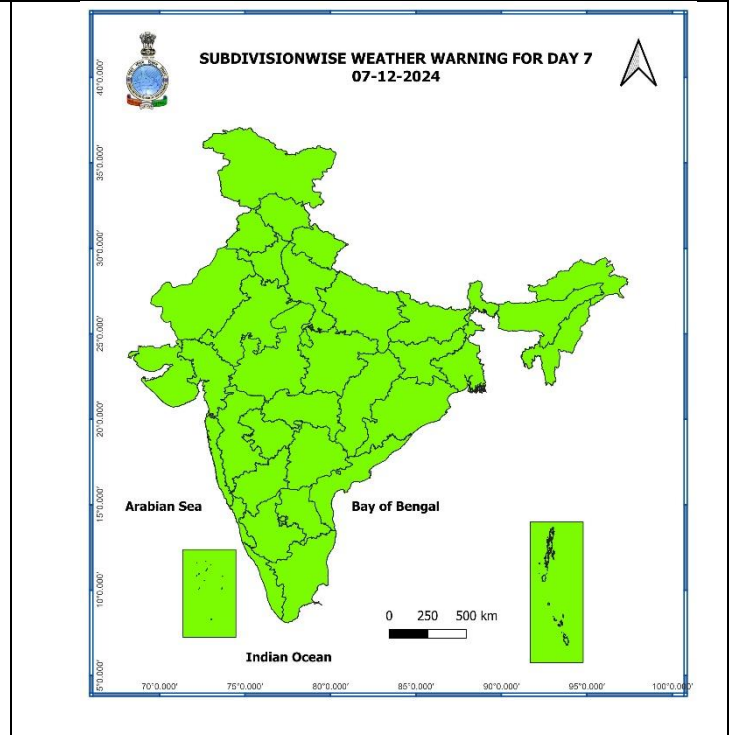 SUBDIVISIONWISE WEATHER WARNING FOR DAY 7
07-12-2024
40°0.000'
35°0.000'
30°0.000'
25°0.000'
20°0.000'
15°0.000'
10°0.000'
5°0.000'
Arabian Sea
Bay of Bengal
0 250 500 km
Indian Ocean
70°0.000' 75°0.000' 80°0.000' 85°0.000' 90°0.000' 95°0.000' 100°0.000'